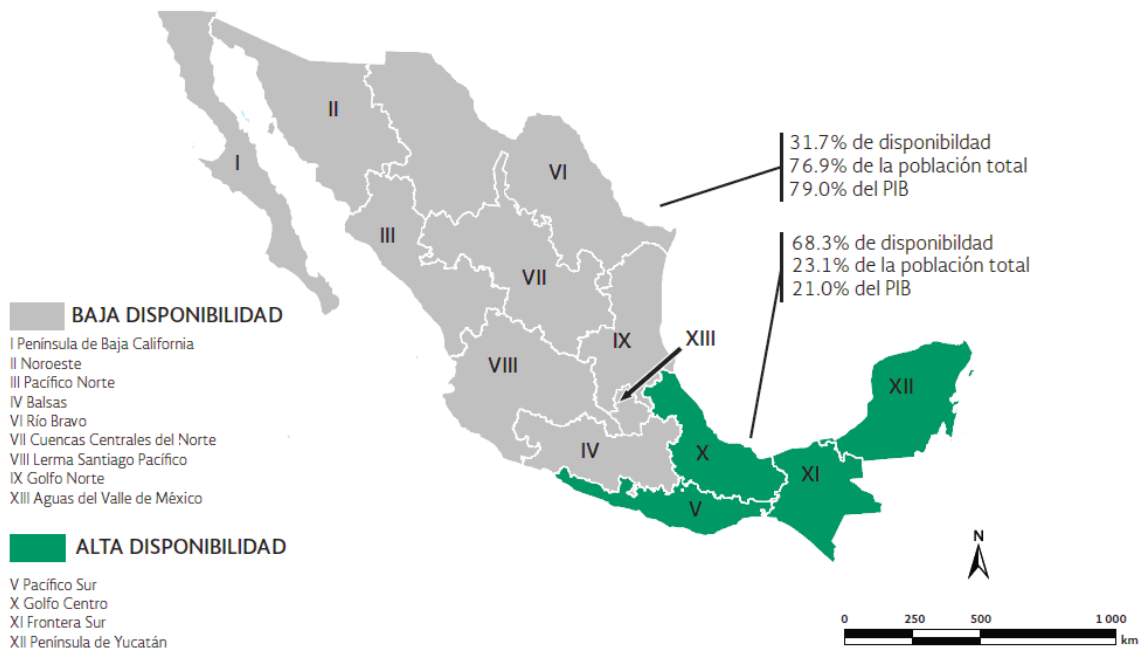 II
I
VI
31.7% de disponibildad
76.9% de la población total
79.0% del PIB
III
68.3% de disponibildad
23.1% de la población total
21.0% del PIB
VII
BAJA DISPONIBILIDAD
I Península de Baja California
II Noroeste
III Pacífico Norte
IV Balsas
VI Río Bravo
VII Cuencas Centrales del Norte
VIII Lerma Santiago Pacífico
IX Golfo Norte
XIII Aguas del Valle de México
IX
XIII
VIII
XII
IV
X
XI
V
ALTA DISPONIBILIDAD
V Pacífico Sur
X Golfo Centro
XI Frontera Sur
XII Península de Yucatán
N
0 250 500 1 000
km